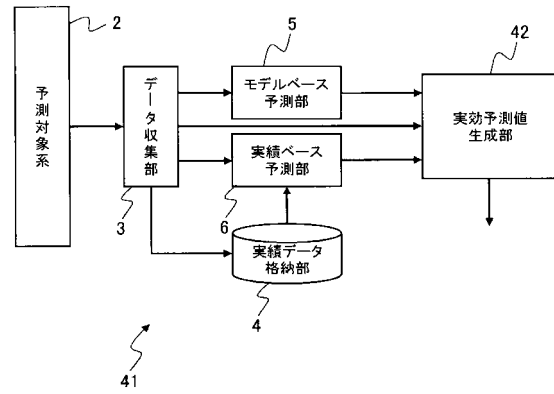 2
予測対象系
データ収集部
3
5
モデルベース
予測部
実績ベース
予測部
6
実績データ
格納部
4
42
実効予測値
生成部
41